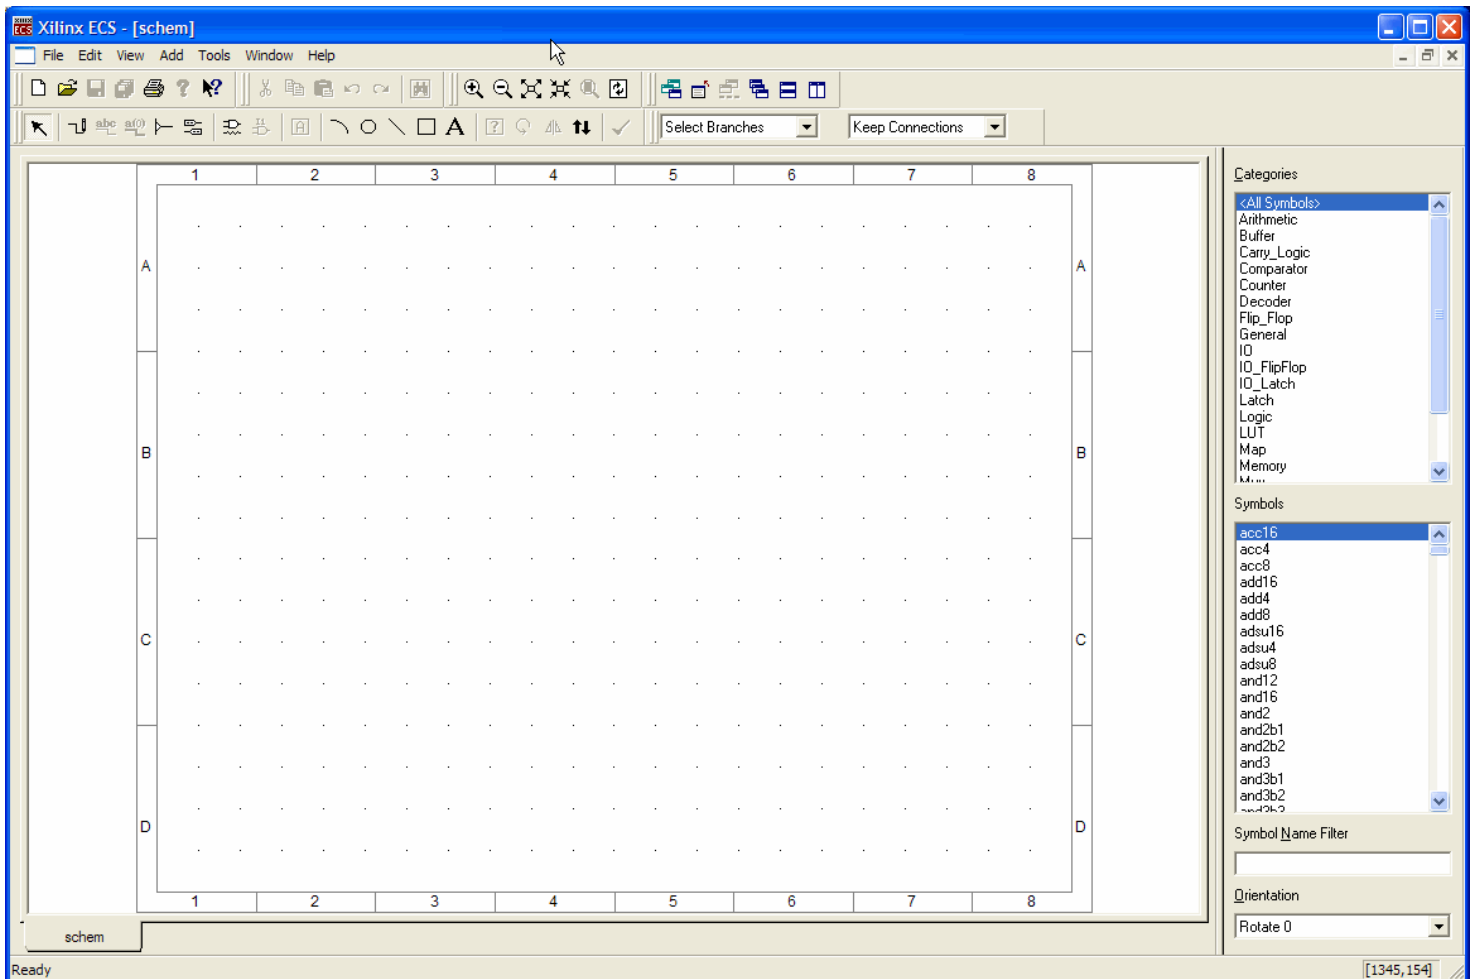 XILINX ECS
Xilinx ECS - [schem]
File Edit View Add Tools Window Help
abc
A
A
Select Branches
Keep Connections
1 2 3 4 5 6 7 8
A A
B B
C C
D D
1 2 3 4 5 6 7 8
schem
Ready
Categories
<All Symbols>
Arithmetic
Buffer
Carry_Logic
Comparator
Counter
Decoder
Flip_Flop
General
IO
IO_FlipFlop
IO_Latch
Latch
Logic
LUT
Map
Memory
Symbols
acc16
acc4
acc8
add16
add4
add8
adsu16
adsu4
adsu8
and12
and16
and2
and2b1
and2b2
and3
and3b1
and3b2
Symbol Name Filter
Orientation
Rotate 0
[1345,154]